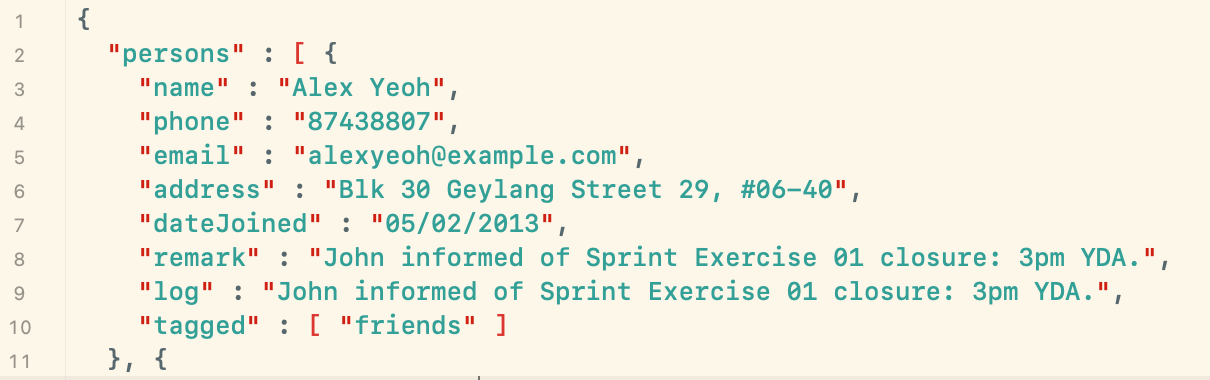 1 {
2 "persons" : [ {
3 "name" : "Alex Yeoh",
4 "phone" : "87438807",
5 "email" : "alexyeoh@example.com",
6 "address" : "Blk 30 Geylang Street 29, #06-40",
7 "dateJoined" : "05/02/2013",
8 "remark" : "John informed of Sprint Exercise 01 closure: 3pm YDA.",
9 "log" : "John informed of Sprint Exercise 01 closure: 3pm YDA.",
10 "tagged" : [ "friends" ]
11 }, {